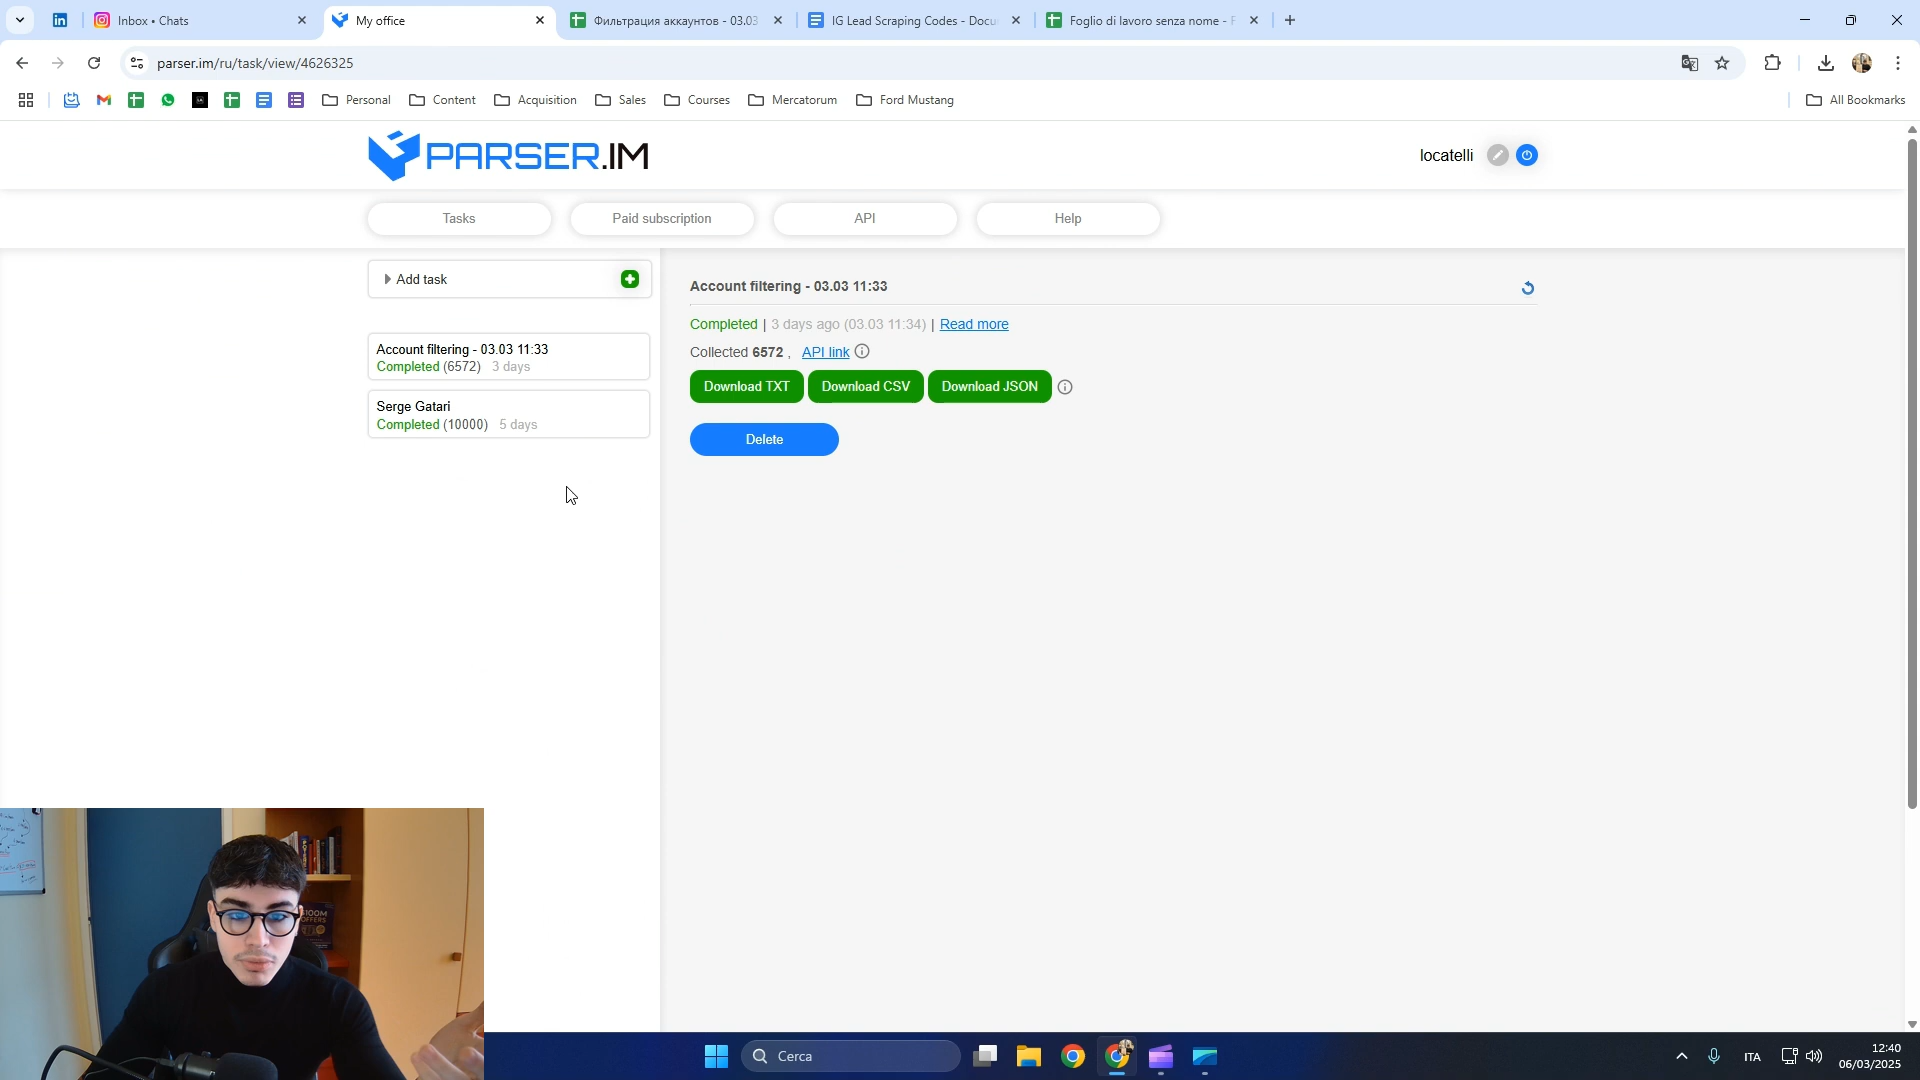 Inbox • Chats
My office
Фильтрация аккаунтов - 03.03
IG Lead Scraping Codes - Docu
Foglio di lavoro senza nome - F
parser.im/ru/task/view/4626325
Personal
Content
Acquisition
Sales
Courses
Mercatorum
Ford Mustang
All Bookmarks
PARSER.IM
locatelli
Tasks
Paid subscription
API
Help
Add task
Account filtering - 03.03 11:33
Completed (6572) 3 days
Serge Gatari
Completed (10000) 5 days
Account filtering - 03.03 11:33
Completed | 3 days ago (03.03 11:34) | Read more
Collected 6572 , API link
Download TXT
Download CSV
Download JSON
Delete
$100M
OFFERS
Cerca
ITA
12:40
06/03/2025